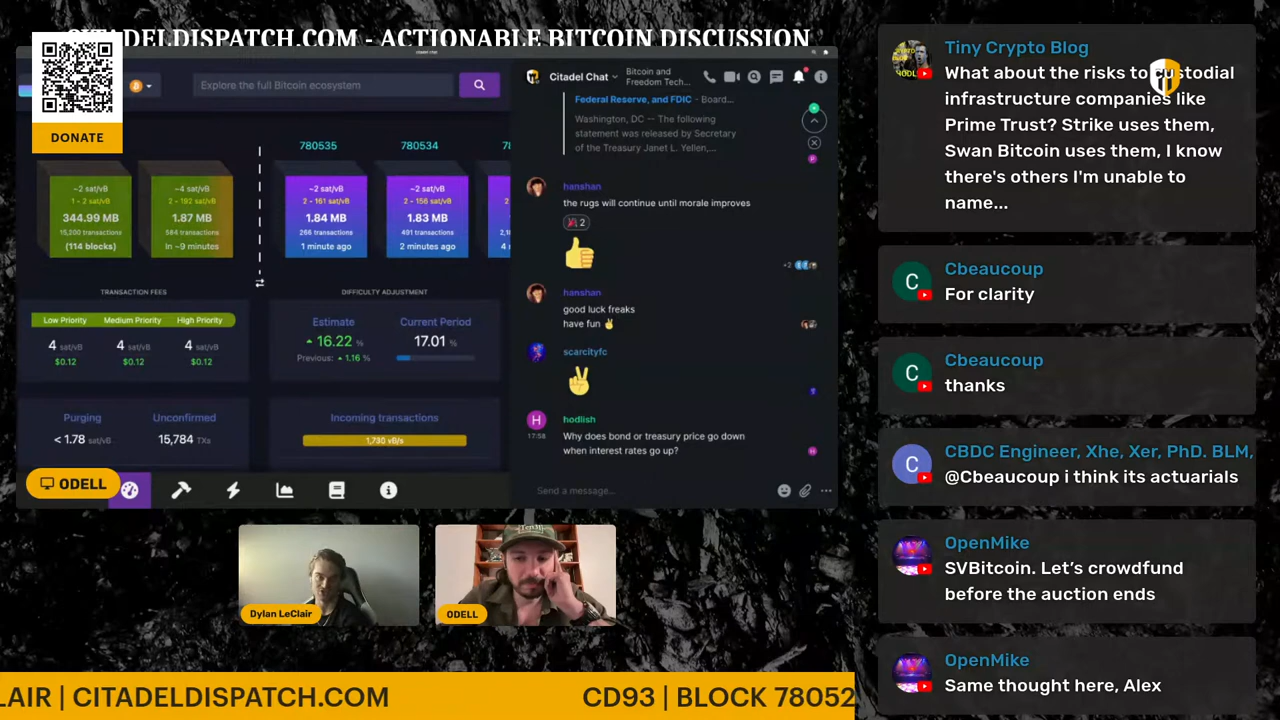 CITADELDISPATCH.COM - ACTIONABLE BITCOIN DISCUSSION
DONATE
Explore the full Bitcoin ecosystem
780535
780534
78
~2 sat/vB
1 - 2 sat/vB
344.99 MB
15,200 transactions
(114 blocks)
~4 sat/vB
2 - 192 sat/vB
1.87 MB
584 transactions
In ~9 minutes
~2 sat/vB
2 - 161 sat/vB
1.84 MB
266 transactions
1 minute ago
~2 sat/vB
2 - 156 sat/vB
1.83 MB
491 transactions
2 minutes ago
TRANSACTION FEES
Low Priority Medium Priority High Priority
4 sat/vB 4 sat/vB 4 sat/vB
$0.12 $0.12 $0.12
DIFFICULTY ADJUSTMENT
Estimate Current Period
16.22 % 17.01 %
Previous: 1.16 %
Purging Unconfirmed
< 1.78 sat/vB 15,784 TXs
Incoming transactions
1,730 vB/s
ODELL
Citadel Chat
Bitcoin and
Freedom Tech...
Federal Reserve, and FDIC - Board...
Washington, DC -- The following
statement was released by Secretary
of the Treasury Janet L. Yellen,...
hanshan
the rugs will continue until morale improves
2
+2
hanshan
good luck freaks
have fun ✌
scarcityfc
H
hodlish
17:58
Why does bond or treasury price go down
when interest rates go up?
Send a message...
Dylan LeClair
ODELL
LAIR | CITADELDISPATCH.COM
CD93 | BLOCK 78052
Tiny Crypto Blog
What about the risks to custodial
infrastructure companies like
Prime Trust? Strike uses them,
Swan Bitcoin uses them, I know
there's others I'm unable to
name...
C
Cbeaucoup
For clarity
C
Cbeaucoup
thanks
C
CBDC Engineer, Xhe, Xer, PhD. BLM,
@Cbeaucoup i think its actuarials
OpenMike
SVBitcoin. Let's crowdfund
before the auction ends
OpenMike
Same thought here, Alex